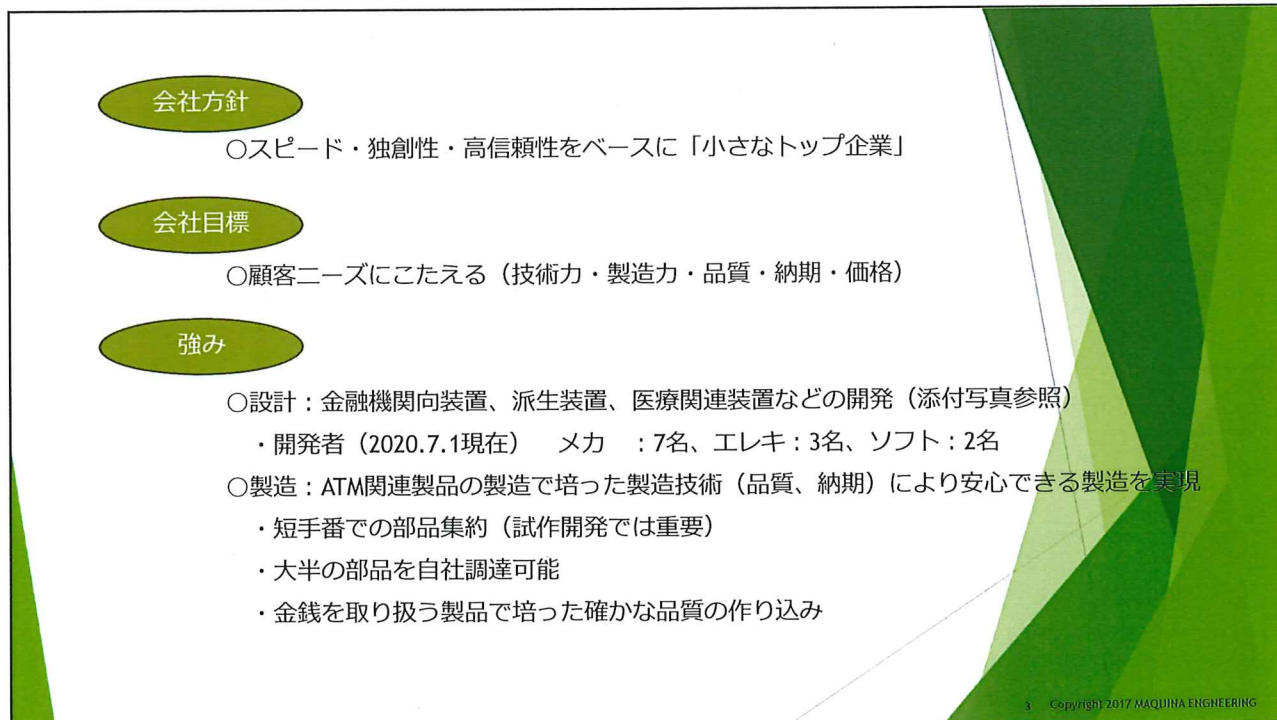 会社方針
○スピード・独創性・高信頼性をベースに「小さなトップ企業」
会社目標
○顧客ニーズにこたえる（技術力・製造力・品質・納期・価格）
強み
○設計：金融機関向装置、派生装置、医療関連装置などの開発（添付写真参照）
・開発者（2020.7.1現在）　メカ　：7名、エレキ：3名、ソフト：2名
○製造：ATM関連製品の製造で培った製造技術（品質、納期）により安心できる製造を実現
・短手番での部品集約（試作開発では重要）
・大半の部品を自社調達可能
・金銭を取り扱う製品で培った確かな品質の作り込み
3 Copyright 2017 MAQUINA ENGNEERING